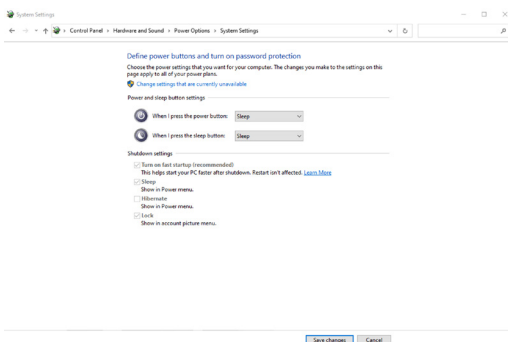 System Settings
Control Panel > Hardware and Sound > Power Options > System Settings
Define power buttons and turn on password protection
Choose the power settings that you want for your computer. The changes you make to the settings on this
page apply to all of your power plans.
Change settings that are currently unavailable
Power and sleep button settings
When I press the power button: Sleep
When I press the sleep button: Sleep
Shutdown settings
Turn on fast startup (recommended)
This helps start your PC faster after shutdown. Restart isn't affected. Learn More
Sleep
Show in Power menu.
Hibernate
Show in Power menu.
Lock
Show in account picture menu.
Save changes Cancel